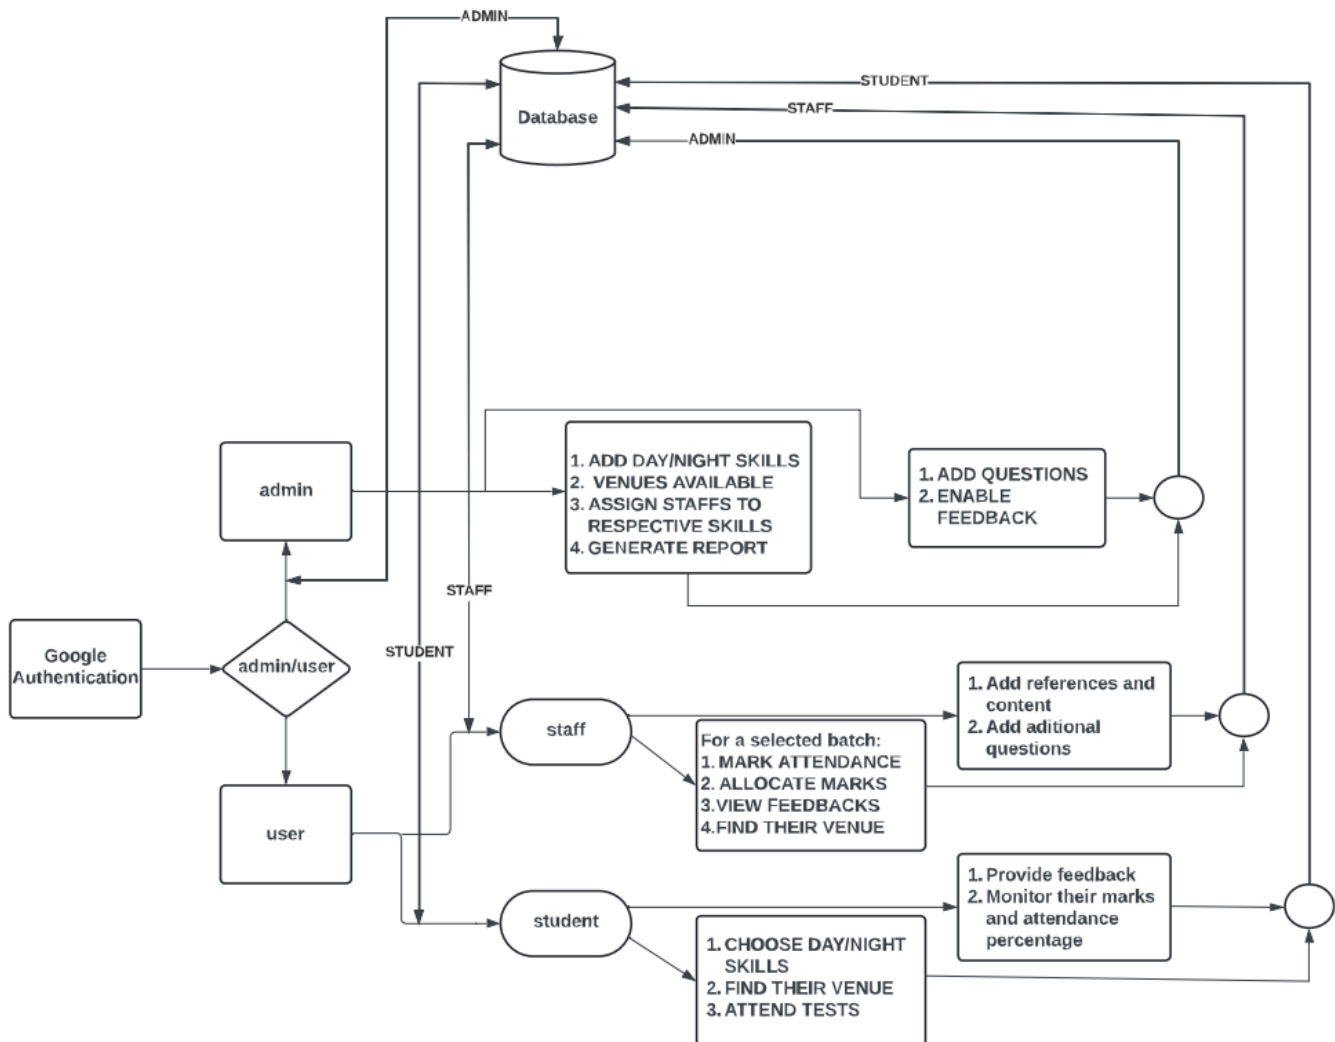 ADMIN
Database
STUDENT
STAFF
ADMIN
admin
1. ADD DAY/NIGHT SKILLS
2. VENUES AVAILABLE
3. ASSIGN STAFFS TO
RESPECTIVE SKILLS
4. GENERATE REPORT
1. ADD QUESTIONS
2. ENABLE
FEEDBACK
STAFF
STUDENT
Google
Authentication
admin/user
staff
1. Add references and
content
2. Add aditional
questions
For a selected batch:
1. MARK ATTENDANCE
2. ALLOCATE MARKS
3.VIEW FEEDBACKS
4.FIND THEIR VENUE
user
student
1. Provide feedback
2. Monitor their marks
and attendance
percentage
1. CHOOSE DAY/NIGHT
SKILLS
2. FIND THEIR VENUE
3. ATTEND TESTS